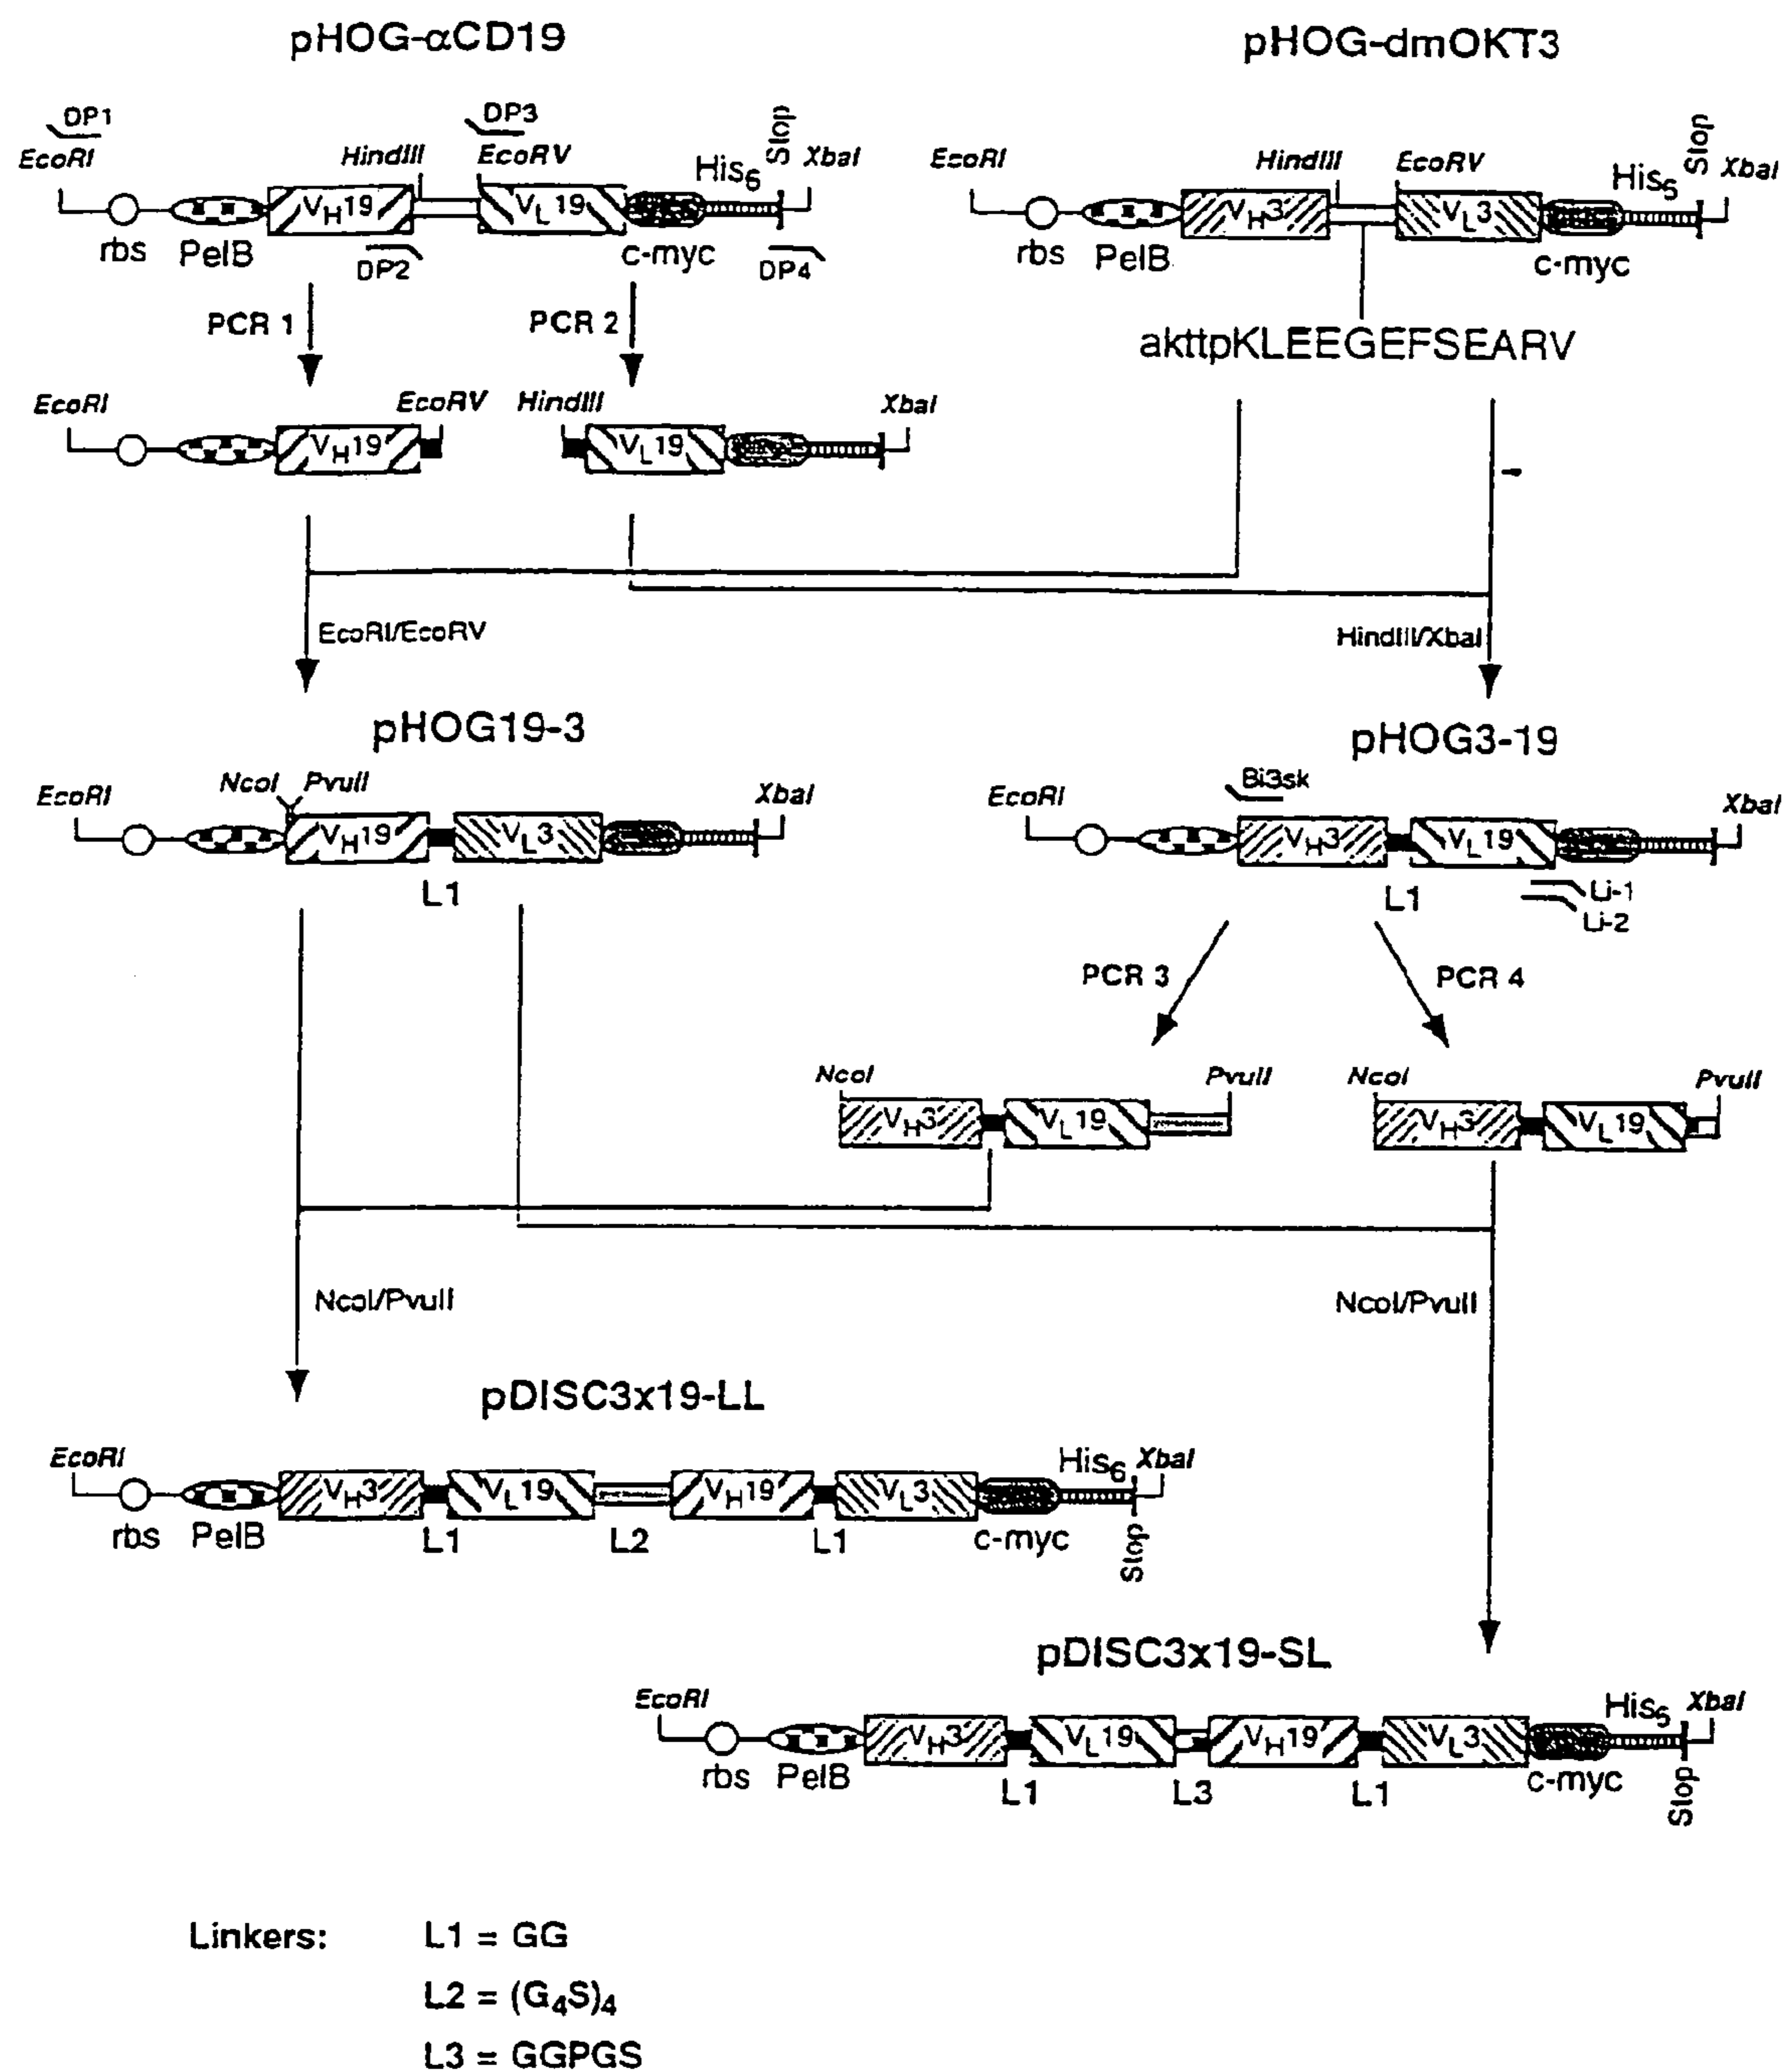 pHOG-αCD19
pHOG-dmOKT3
DP1
DP3
EcoRI
HindIII
EcoRV
His6
Stop
XbaI
VH19
VL19
rbs
PelB
DP2
c-myc
DP4
EcoRI
HindIII
EcoRV
His6
Stop
XbaI
VH3
VL3
rbs
PelB
c-myc
PCR 1
PCR 2
akttpKLEEGEFSEARV
EcoRI
EcoRV
HindIII
XbaI
VH19
VL19
EcoRI/EcoRV
HindIII/XbaI
pHOG19-3
pHOG3-19
EcoRI
NcoI
PvuII
XbaI
VH19
VL3
L1
EcoRI
Bi3sk
XbaI
VH3
VL19
L1
Li-1
Li-2
PCR 3
PCR 4
NcoI
PvuII
VH3
VL19
NcoI
PvuII
VH3
VL19
NcoI/PvuII
NcoI/PvuII
pDISC3x19-LL
EcoRI
His6
XbaI
VH3
VL19
VH19
VL3
rbs
PelB
L1
L2
L1
c-myc
Stop
pDISC3x19-SL
EcoRI
His6
XbaI
VH3
VL19
VH19
VL3
rbs
PelB
L1
L3
L1
c-myc
Stop
Linkers:
L1 = GG
L2 = (G4S)4
L3 = GGPGS